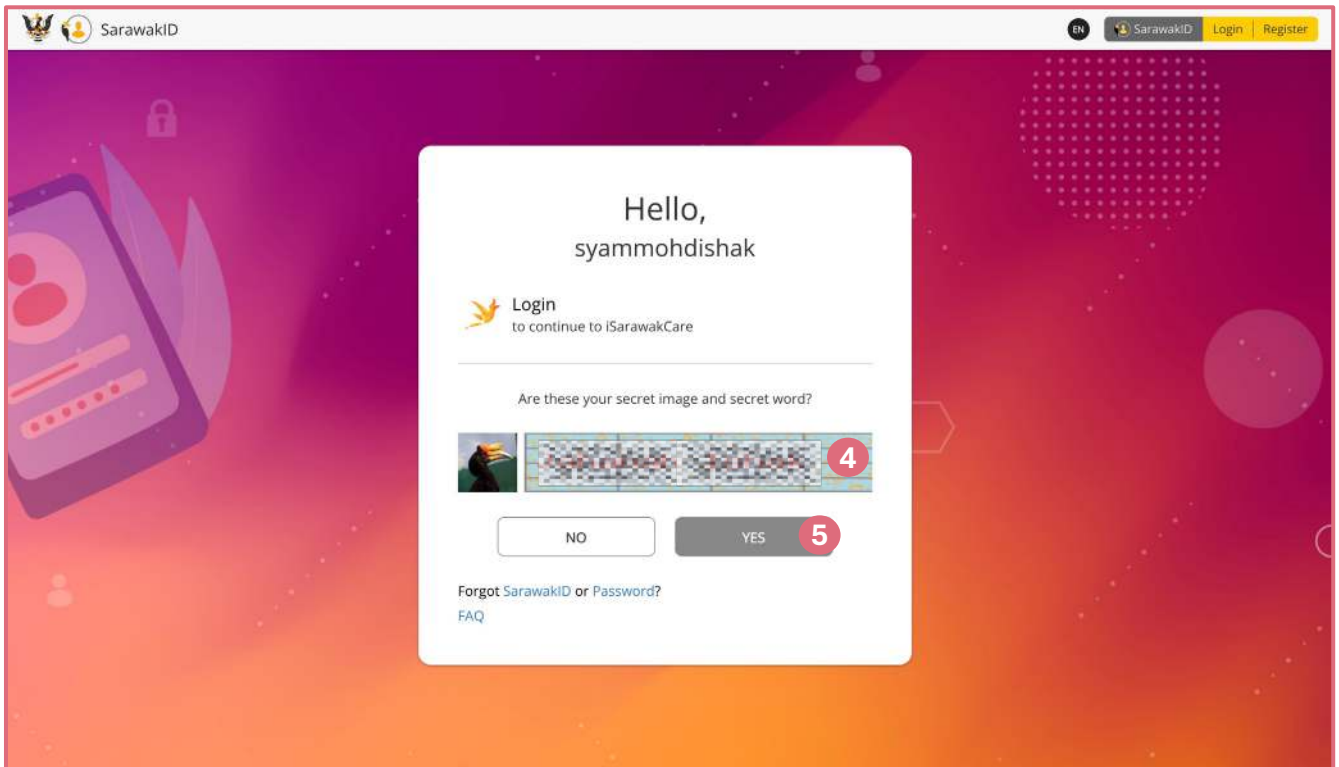 SarawakID
EN SarawakID Login Register
Hello,
syammohdishak
Login
to continue to iSarawakCare
Are these your secret image and secret word?
4
NO YES 5
Forgot SarawakID or Password?
FAQ